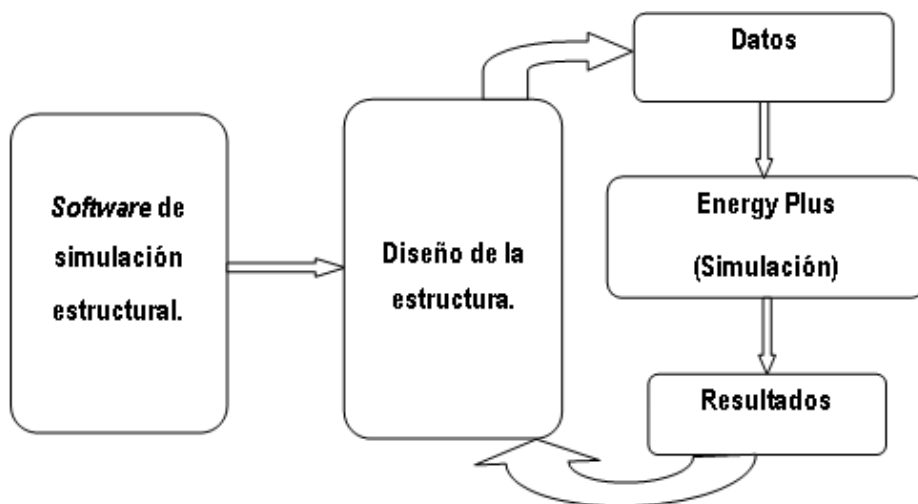 Software de
simulación
estructural.
Diseño de la
estructura.
Datos
Energy Plus
(Simulación)
Resultados